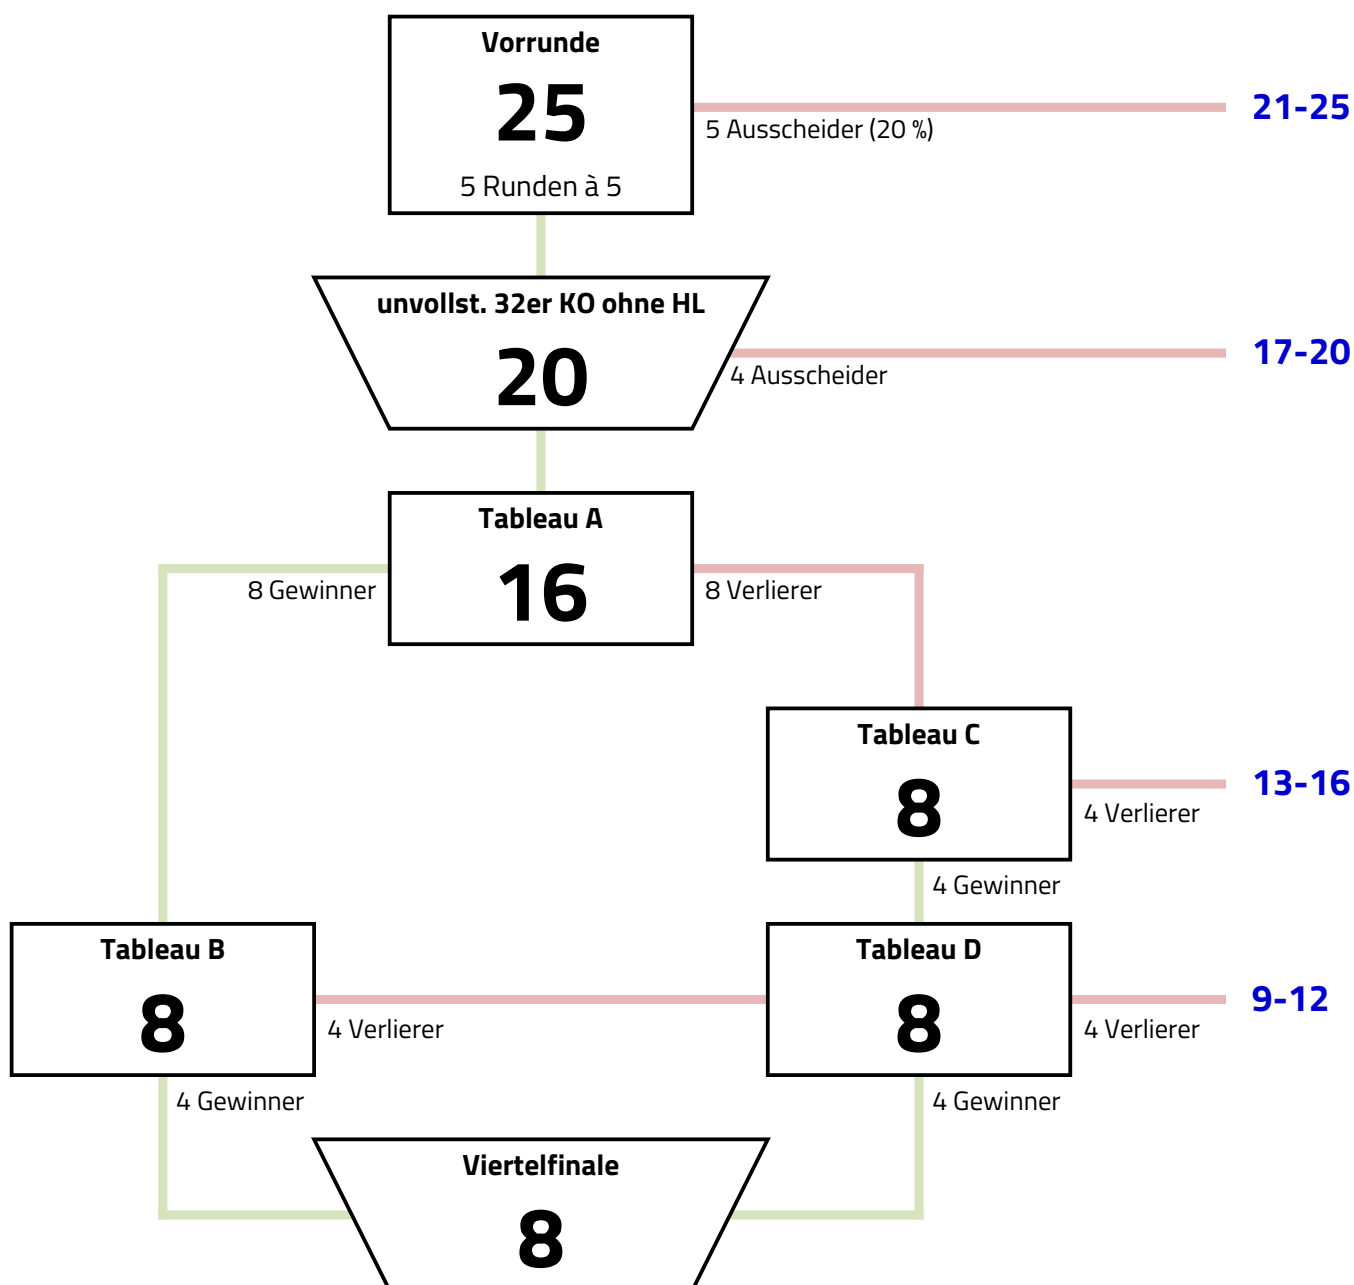 Vorrunde
25
5 Runden à 5
5 Ausscheider (20 %)
21-25
unvollst. 32er KO ohne HL
20
4 Ausscheider
17-20
Tableau A
16
8 Gewinner
8 Verlierer
Tableau C
8
4 Verlierer
13-16
4 Gewinner
Tableau B
8
4 Verlierer
4 Gewinner
Tableau D
8
4 Verlierer
9-12
4 Gewinner
Viertelfinale
8